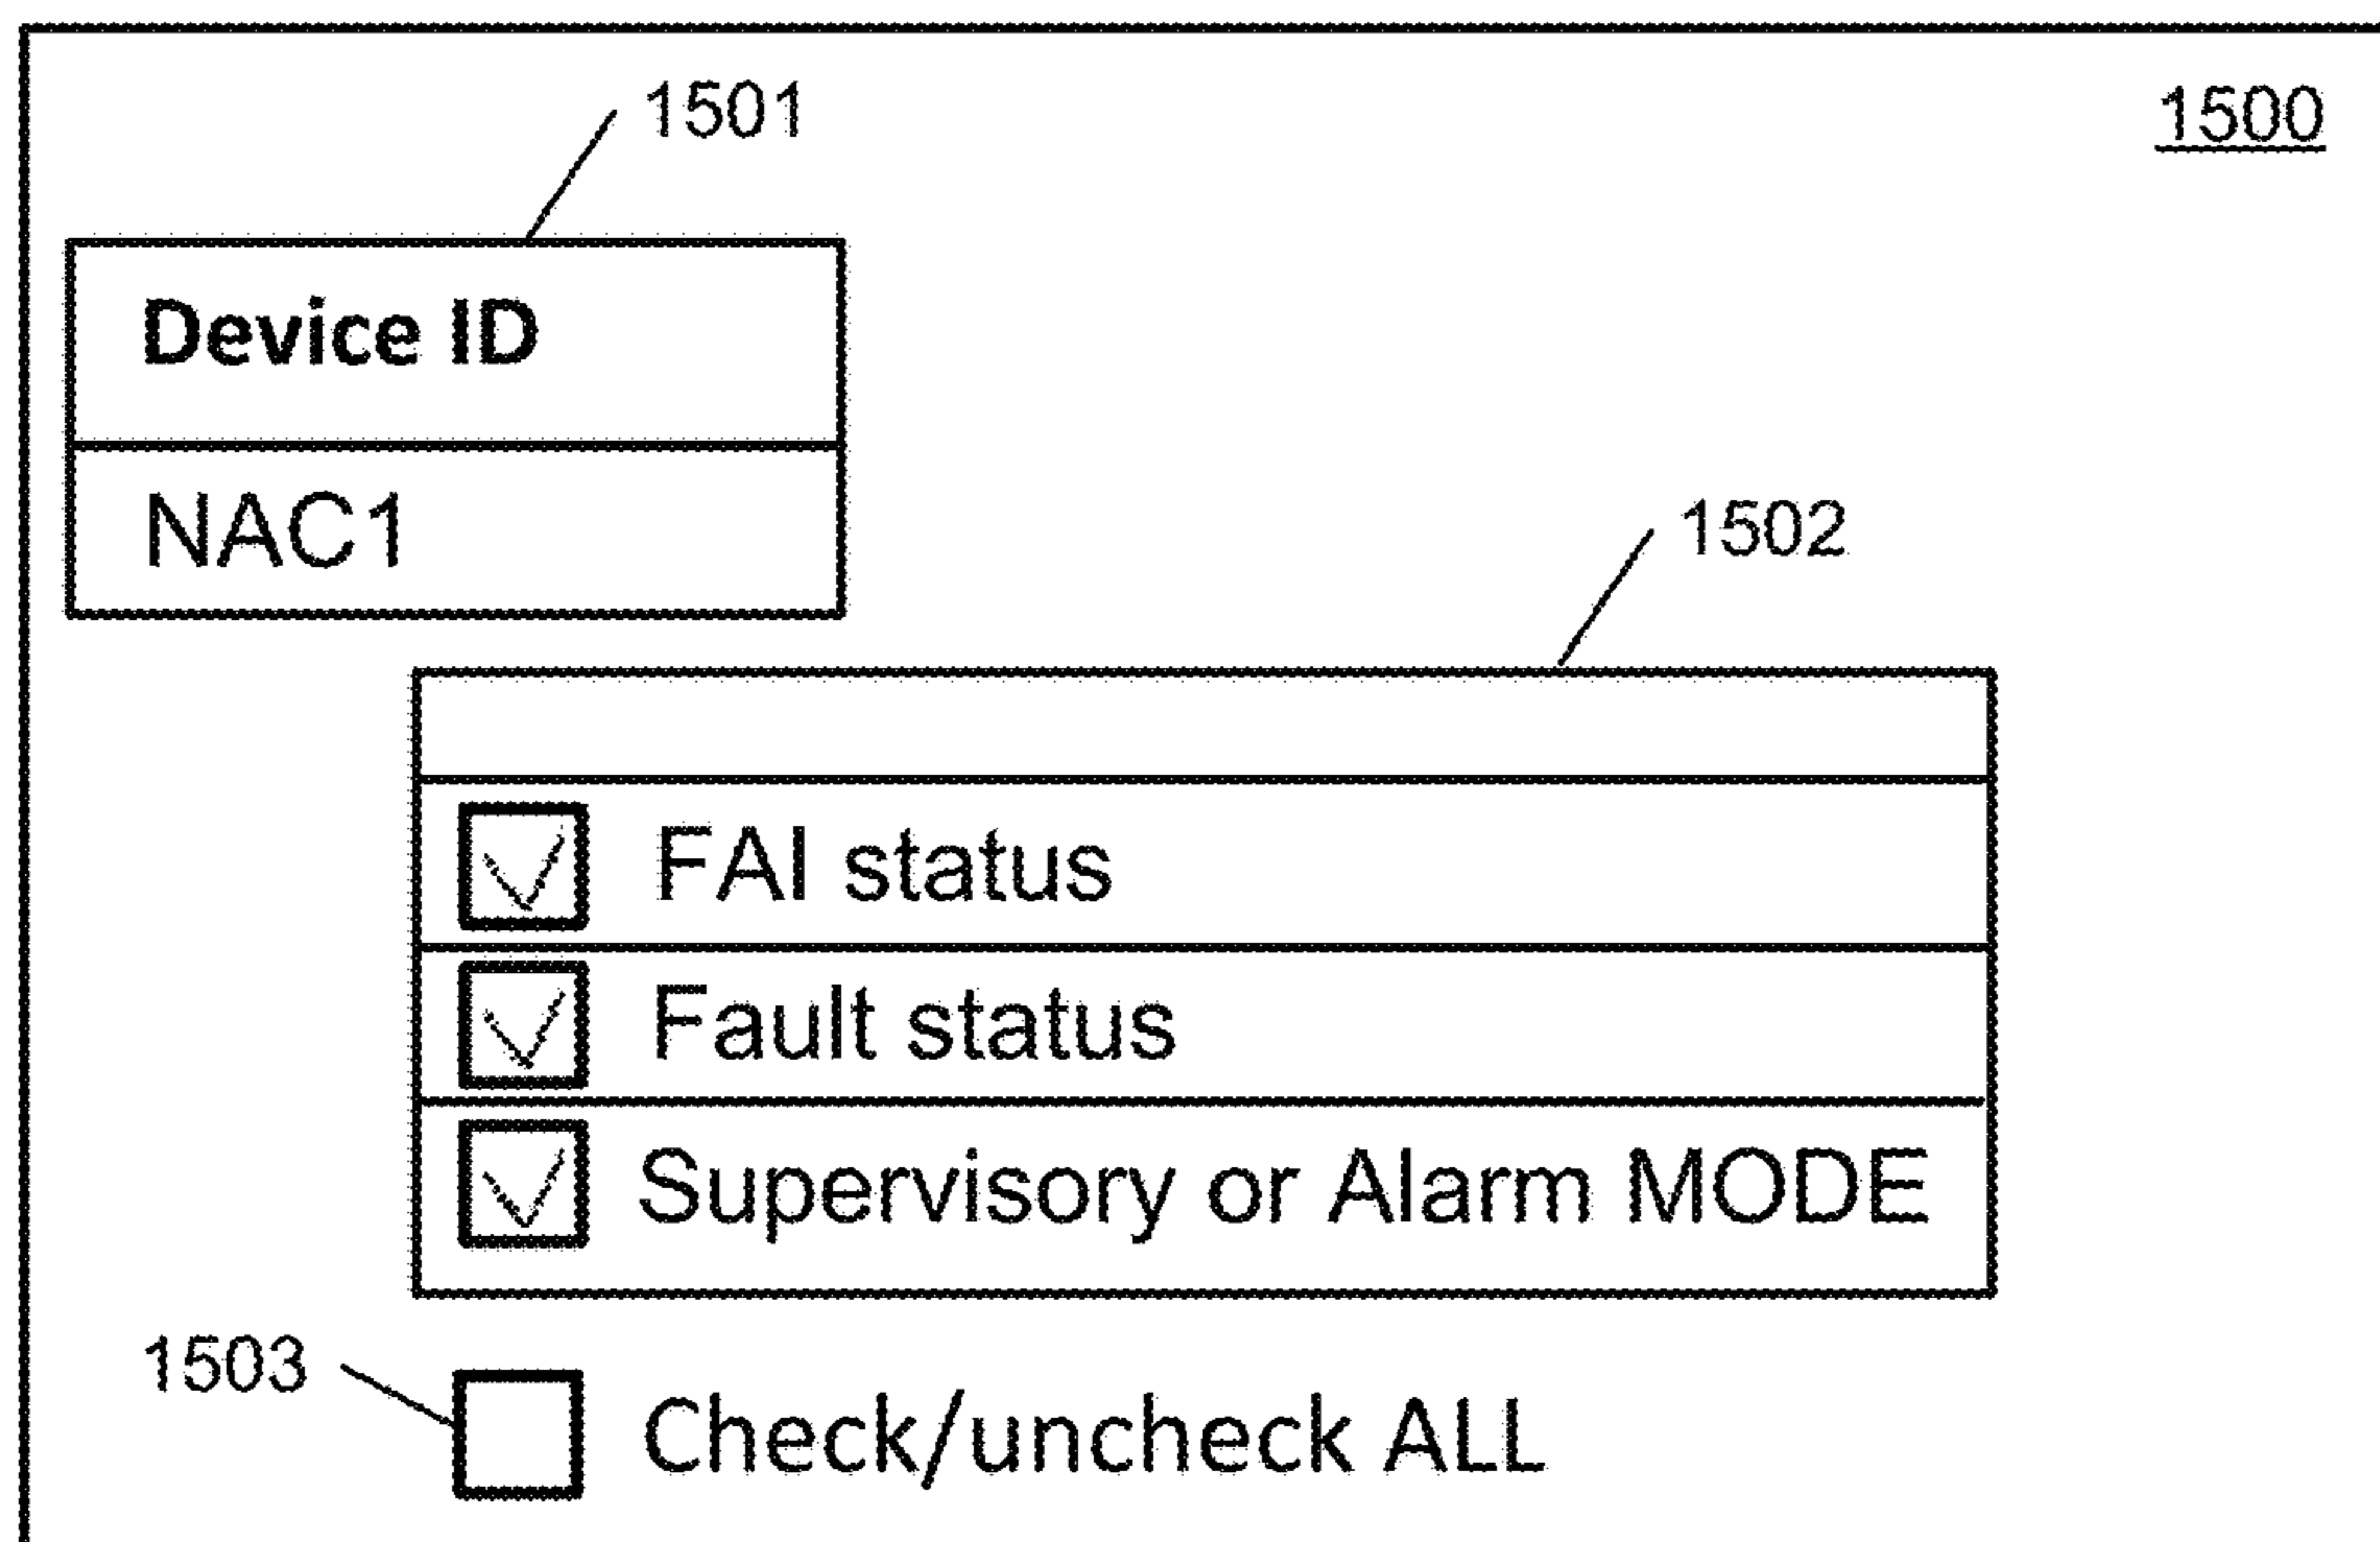 1501
1500
Device ID
NAC1
1502
FAI status
Fault status
Supervisory or Alarm MODE
1503
Check/uncheck ALL